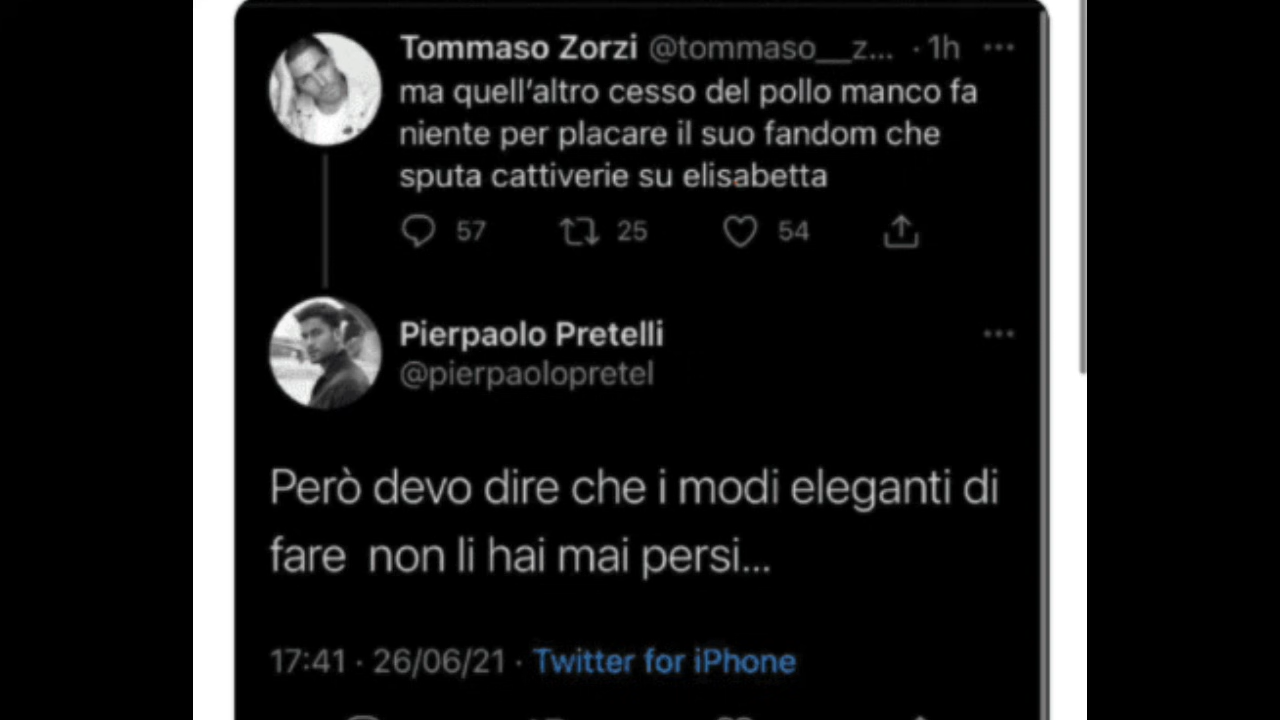 Tommaso Zorzi @tommaso__z... · 1h
ma quell'altro cesso del pollo manco fa
niente per placare il suo fandom che
sputa cattiverie su elisabetta
57 25 54
Pierpaolo Pretelli
@pierpaolopretel
Però devo dire che i modi eleganti di
fare non li hai mai persi...
17:41 · 26/06/21 · Twitter for iPhone